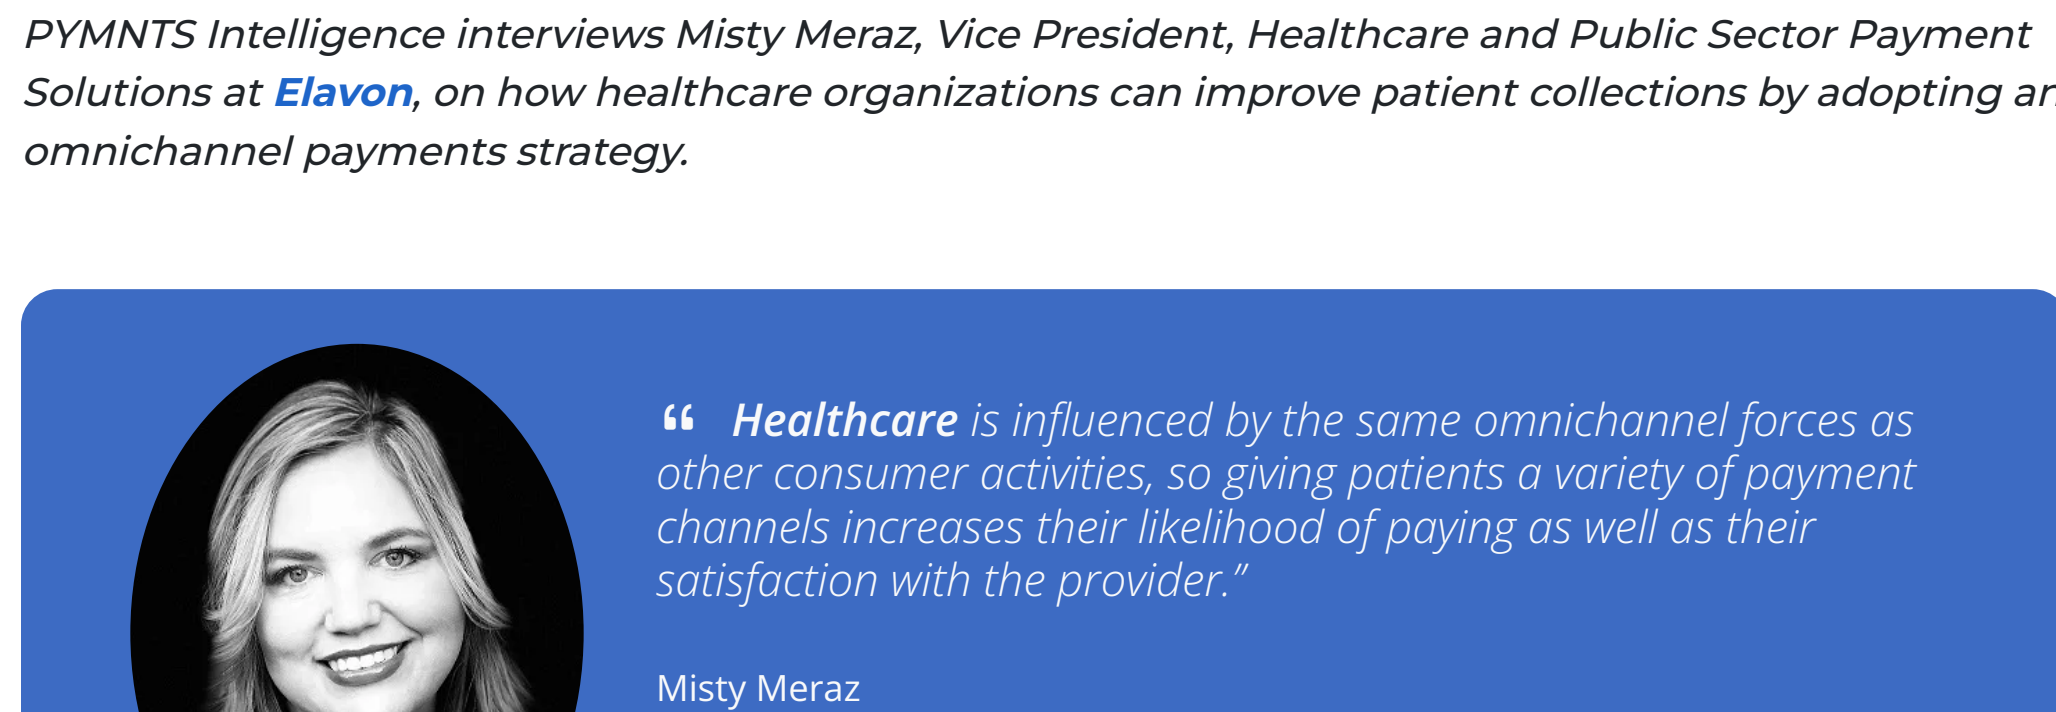 PYMNTS Intelligence interviews Misty Meraz, Vice President, Healthcare and Public Sector Payment
Solutions at Elavon, on how healthcare organizations can improve patient collections by adopting an
omnichannel payments strategy.
“ Healthcare is influenced by the same omnichannel forces as
other consumer activities, so giving patients a variety of payment
channels increases their likelihood of paying as well as their
satisfaction with the provider.”
Misty Meraz